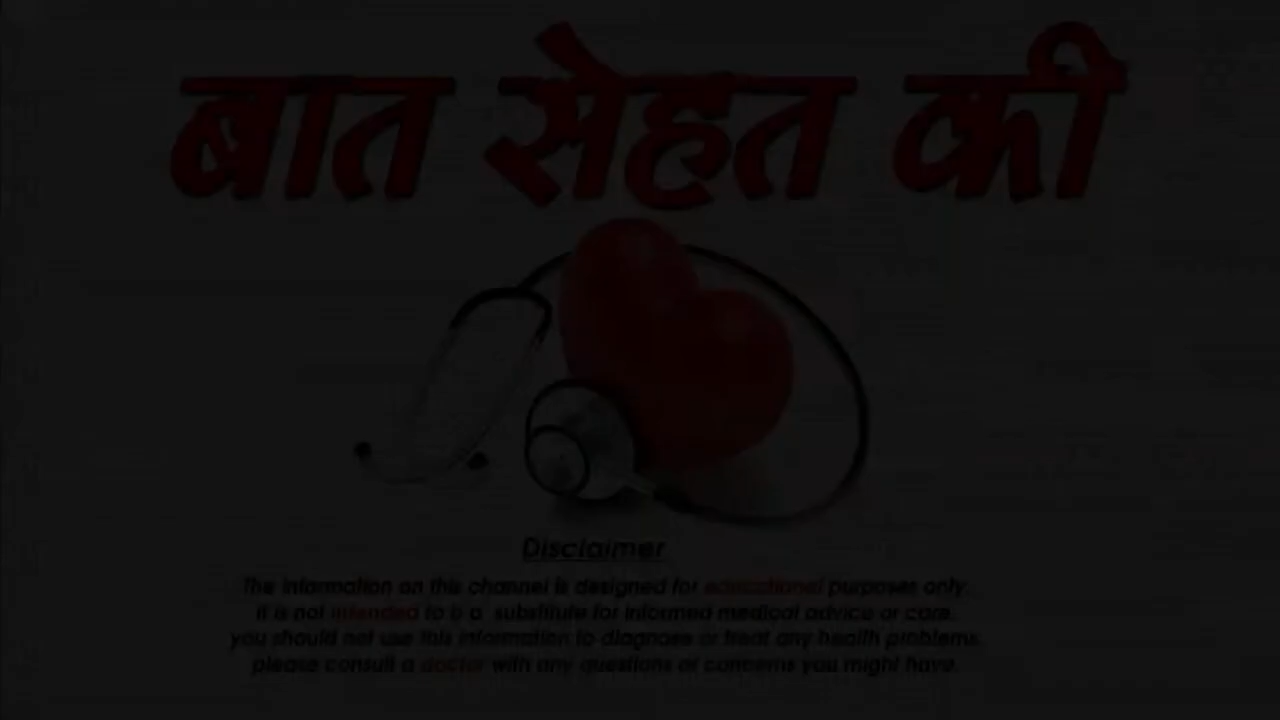 बात सेहत की
Disclaimer
The information on this channel is designed for educational purposes only.
it is not intended to b a substitute for informed medical advice or care.
you should not use this information to diagnose or treat any health problems.
please consult a doctor with any questions or concerns you might have.